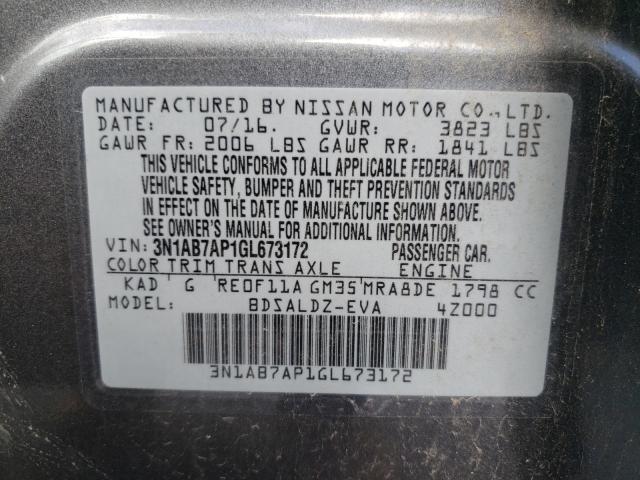 MANUFACTURED BY NISSAN MOTOR CO., LTD.
DATE: 07/16. GVWR: 3823 LBS
GAWR FR: 2006 LBS GAWR RR: 1841 LBS
THIS VEHICLE CONFORMS TO ALL APPLICABLE FEDERAL MOTOR
VEHICLE SAFETY, BUMPER AND THEFT PREVENTION STANDARDS
IN EFFECT ON THE DATE OF MANUFACTURE SHOWN ABOVE.
SEE OWNER'S MANUAL FOR ADDITIONAL INFORMATION.
VIN: 3N1AB7AP1GL673172 PASSENGER CAR.
COLOR TRIM TRANS AXLE ENGINE
KAD G RE0F11A GM35 MRA8DE 1798 CC
MODEL: BDSALDZ-EVA 4Z000
3N1AB7AP1GL673172